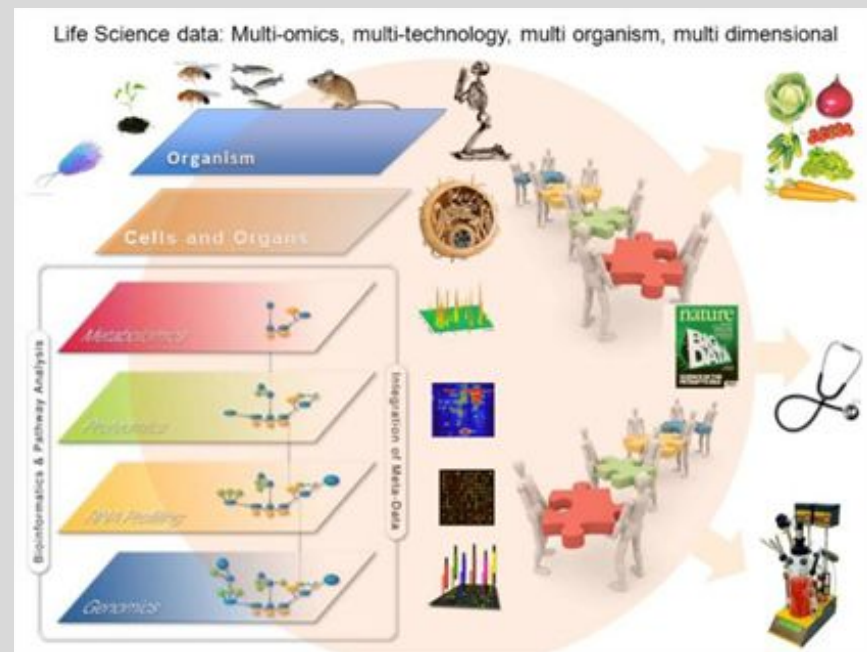 Life Science data: Multi-omics, multi-technology, multi organism, multi dimensional
Organism
Cells and Organs
Metabolomics
Proteomics
RNA Profiling
Genomics
Bioinformatics & Pathway Analysis
Integration of Meta-Data
nature
BIG
DATA